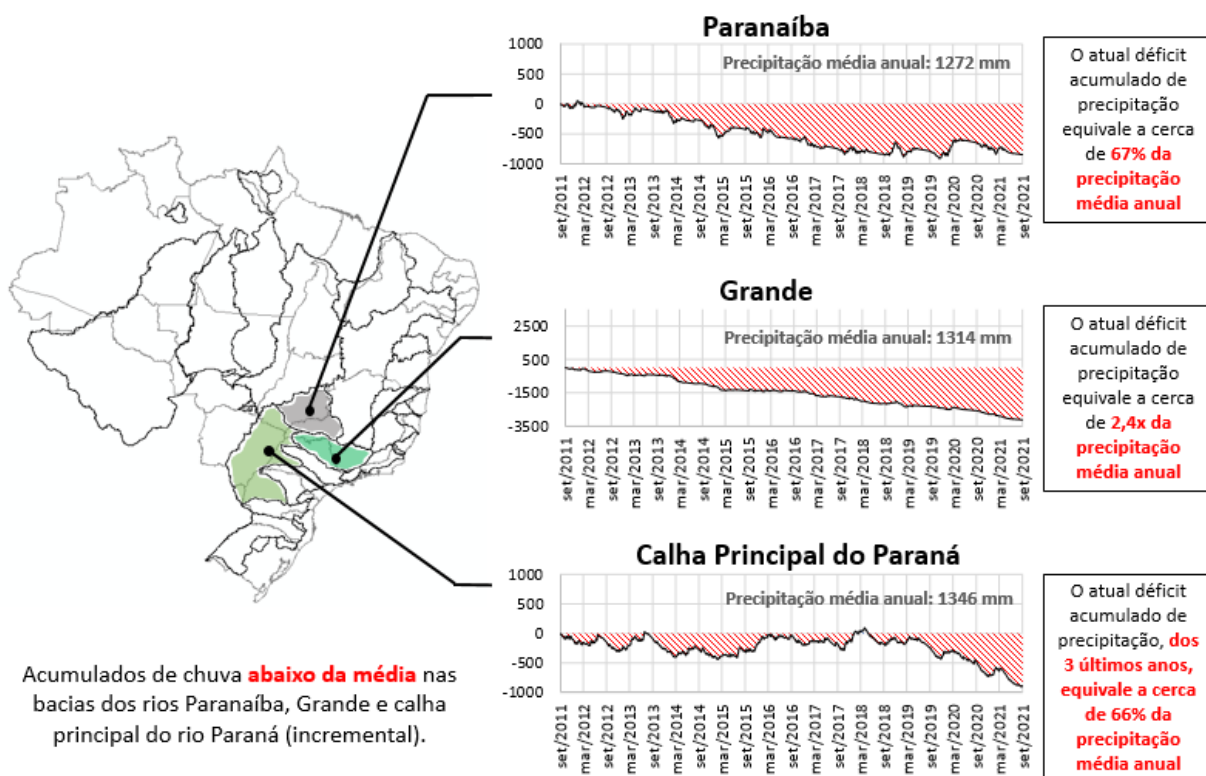 Paranaíba
Precipitação média anual: 1272 mm
1000
500
0
-500
-1000
set/2011
mar/2012
set/2012
mar/2013
set/2013
mar/2014
set/2014
mar/2015
set/2015
mar/2016
set/2016
mar/2017
set/2017
mar/2018
set/2018
mar/2019
set/2019
mar/2020
set/2020
mar/2021
set/2021
O atual déficit
acumulado de
precipitação
equivale a cerca
de 67% da
precipitação
média anual
Grande
Precipitação média anual: 1314 mm
2500
500
-1500
-3500
set/2011
mar/2012
set/2012
mar/2013
set/2013
mar/2014
set/2014
mar/2015
set/2015
mar/2016
set/2016
mar/2017
set/2017
mar/2018
set/2018
mar/2019
set/2019
mar/2020
set/2020
mar/2021
set/2021
O atual déficit
acumulado de
precipitação
equivale a cerca
de 2,4x da
precipitação
média anual
Calha Principal do Paraná
Precipitação média anual: 1346 mm
1000
500
0
-500
-1000
set/2011
mar/2012
set/2012
mar/2013
set/2013
mar/2014
set/2014
mar/2015
set/2015
mar/2016
set/2016
mar/2017
set/2017
mar/2018
set/2018
mar/2019
set/2019
mar/2020
set/2020
mar/2021
set/2021
O atual déficit
acumulado de
precipitação, dos
3 últimos anos,
equivale a cerca
de 66% da
precipitação
média anual
Acumulados de chuva abaixo da média nas
bacias dos rios Paranaíba, Grande e calha
principal do rio Paraná (incremental).